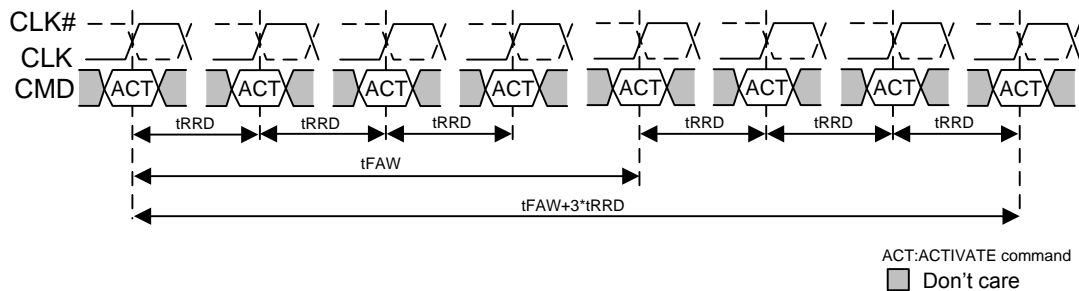 CLK#
CLK
CMD ACT ACT ACT ACT ACT ACT ACT ACT
tRRD tRRD tRRD tRRD tRRD tRRD
tFAW
tFAW+3*tRRD
ACT:ACTIVATE command
Don't care